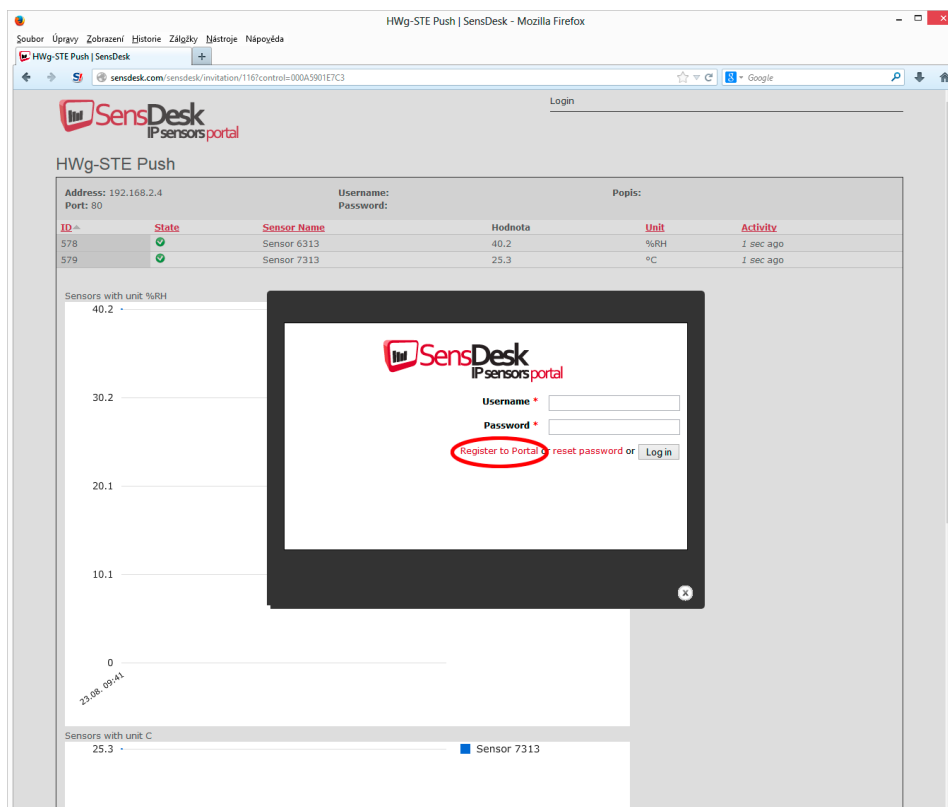 HWg-STE Push | SensDesk - Mozilla Firefox
Soubor Úpravy Zobrazení Historie Záložky Nástroje Nápověda
HWg-STE Push | SensDesk
sensdesk.com/sensdesk/invitation/116?control=000A5901E7C3
Google
SensDesk
IP sensors portal
Login
HWg-STE Push
Address: 192.168.2.4 Username: Popis:
Port: 80 Password:
ID State Sensor Name Hodnota Unit Activity
578 Sensor 6313 40.2 %RH 1 sec ago
579 Sensor 7313 25.3 °C 1 sec ago
Sensors with unit %RH
40.2
30.2
20.1
10.1
0
23.08. 09:41
SensDesk
IP sensors portal
Username *
Password *
Register to Portal or reset password or Log in
x
Sensors with unit C
25.3 Sensor 7313